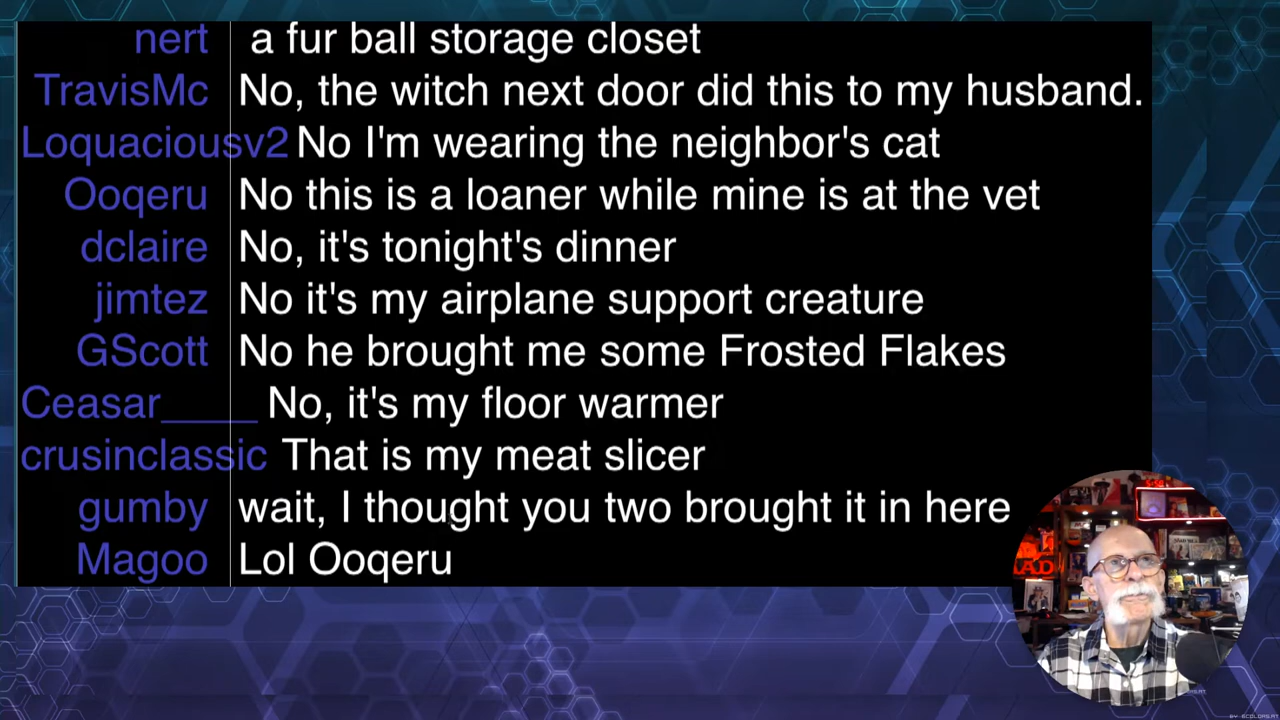 nert a fur ball storage closet
TravisMc No, the witch next door did this to my husband.
Loquaciousv2 No I'm wearing the neighbor's cat
Ooqeru No this is a loaner while mine is at the vet
dclaire No, it's tonight's dinner
jimtez No it's my airplane support creature
GScott No he brought me some Frosted Flakes
Ceasar_____ No, it's my floor warmer
crusinclassic That is my meat slicer
gumby wait, I thought you two brought it in here
Magoo Lol Ooqeru